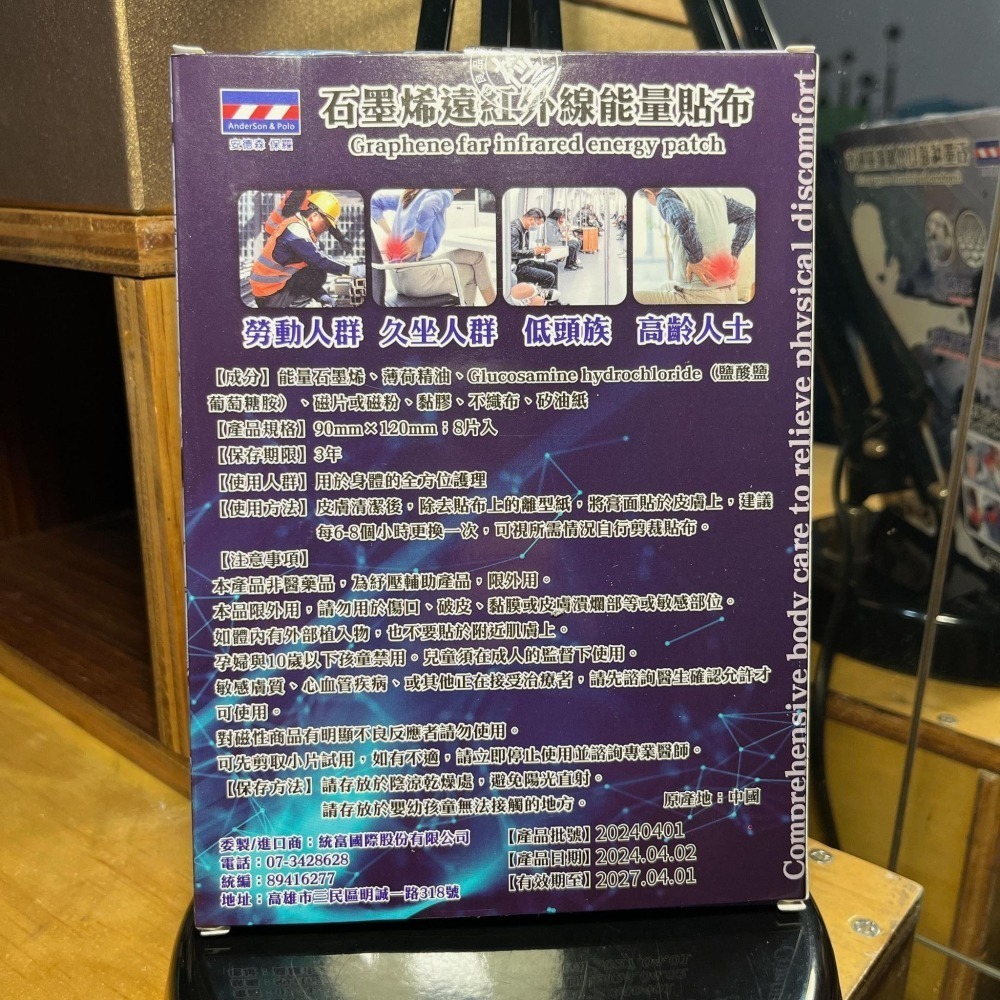 AnderSon & Polo
安德森 保羅
石墨烯遠紅外線能量貼布
Graphene far infrared energy patch
勞動人群 久坐人群 低頭族 高齡人士
【成分】能量石墨烯、薄荷精油、Glucosamine hydrochloride（鹽酸鹽
葡萄糖胺）、磁片或磁粉、黏膠、不織布、矽油紙
【產品規格】90mm×120mm；8片入
【保存期限】3年
【使用人群】用於身體的全方位護理
【使用方法】皮膚清潔後，除去貼布上的離型紙，將膏面貼於皮膚上，建議
每6-8個小時更換一次，可視所需情況自行剪裁貼布。
【注意事項】
本產品非醫藥品，為紓壓輔助產品，限外用。
本品限外用，請勿用於傷口、破皮、黏膜或皮膚潰爛部等或敏感部位。
如體內有外部植入物，也不要貼於附近肌膚上。
孕婦與10歲以下孩童禁用。兒童須在成人的監督下使用。
敏感膚質、心血管疾病、或其他正在接受治療者，請先諮詢醫生確認允許才
可使用。
對磁性商品有明顯不良反應者請勿使用。
可先剪取小片試用，如有不適，請立即停止使用並諮詢專業醫師。
【保存方法】請存放於陰涼乾燥處，避免陽光直射。
請存放於嬰幼孩童無法接觸的地方。
原產地：中國
委製/進口商：統富國際股份有限公司
電話：07-3428628
統編：89416277
地址：高雄市三民區明誠一路318號
【產品批號】20240401
【產品日期】2024.04.02
【有效期至】2027.04.01
Comprehensive body care to relieve physical discomfort